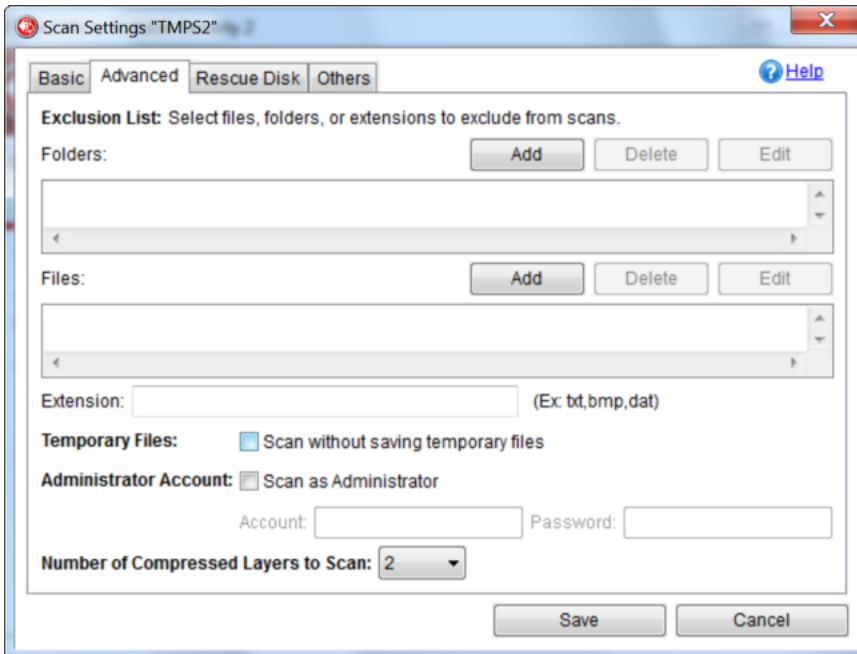 Scan Settings "TMPS2"
Basic Advanced Rescue Disk Others Help
Exclusion List: Select files, folders, or extensions to exclude from scans.
Folders: Add Delete Edit
Files: Add Delete Edit
Extension: (Ex: txt,bmp,dat)
Temporary Files: Scan without saving temporary files
Administrator Account: Scan as Administrator
Account: Password:
Number of Compressed Layers to Scan: 2
Save Cancel